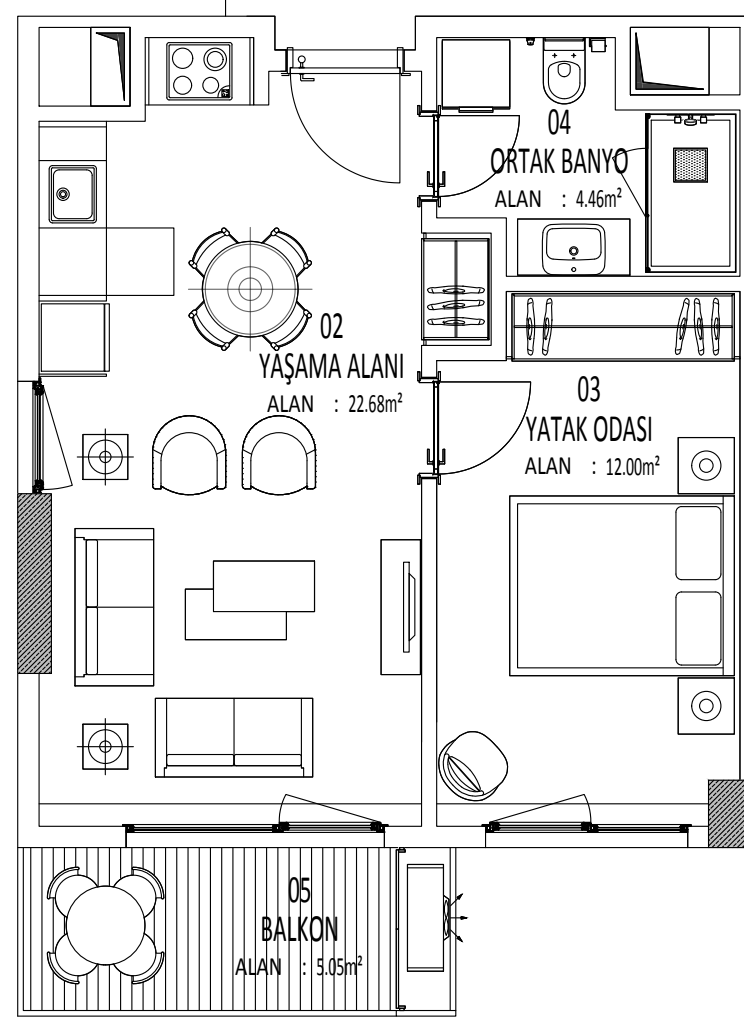 04
ORTAK BANYO
ALAN : 4.46m²
02
YAŞAMA ALANI
ALAN : 22.68m²
03
YATAK ODASI
ALAN : 12.00m²
05
BALKON
ALAN : 5.05m²